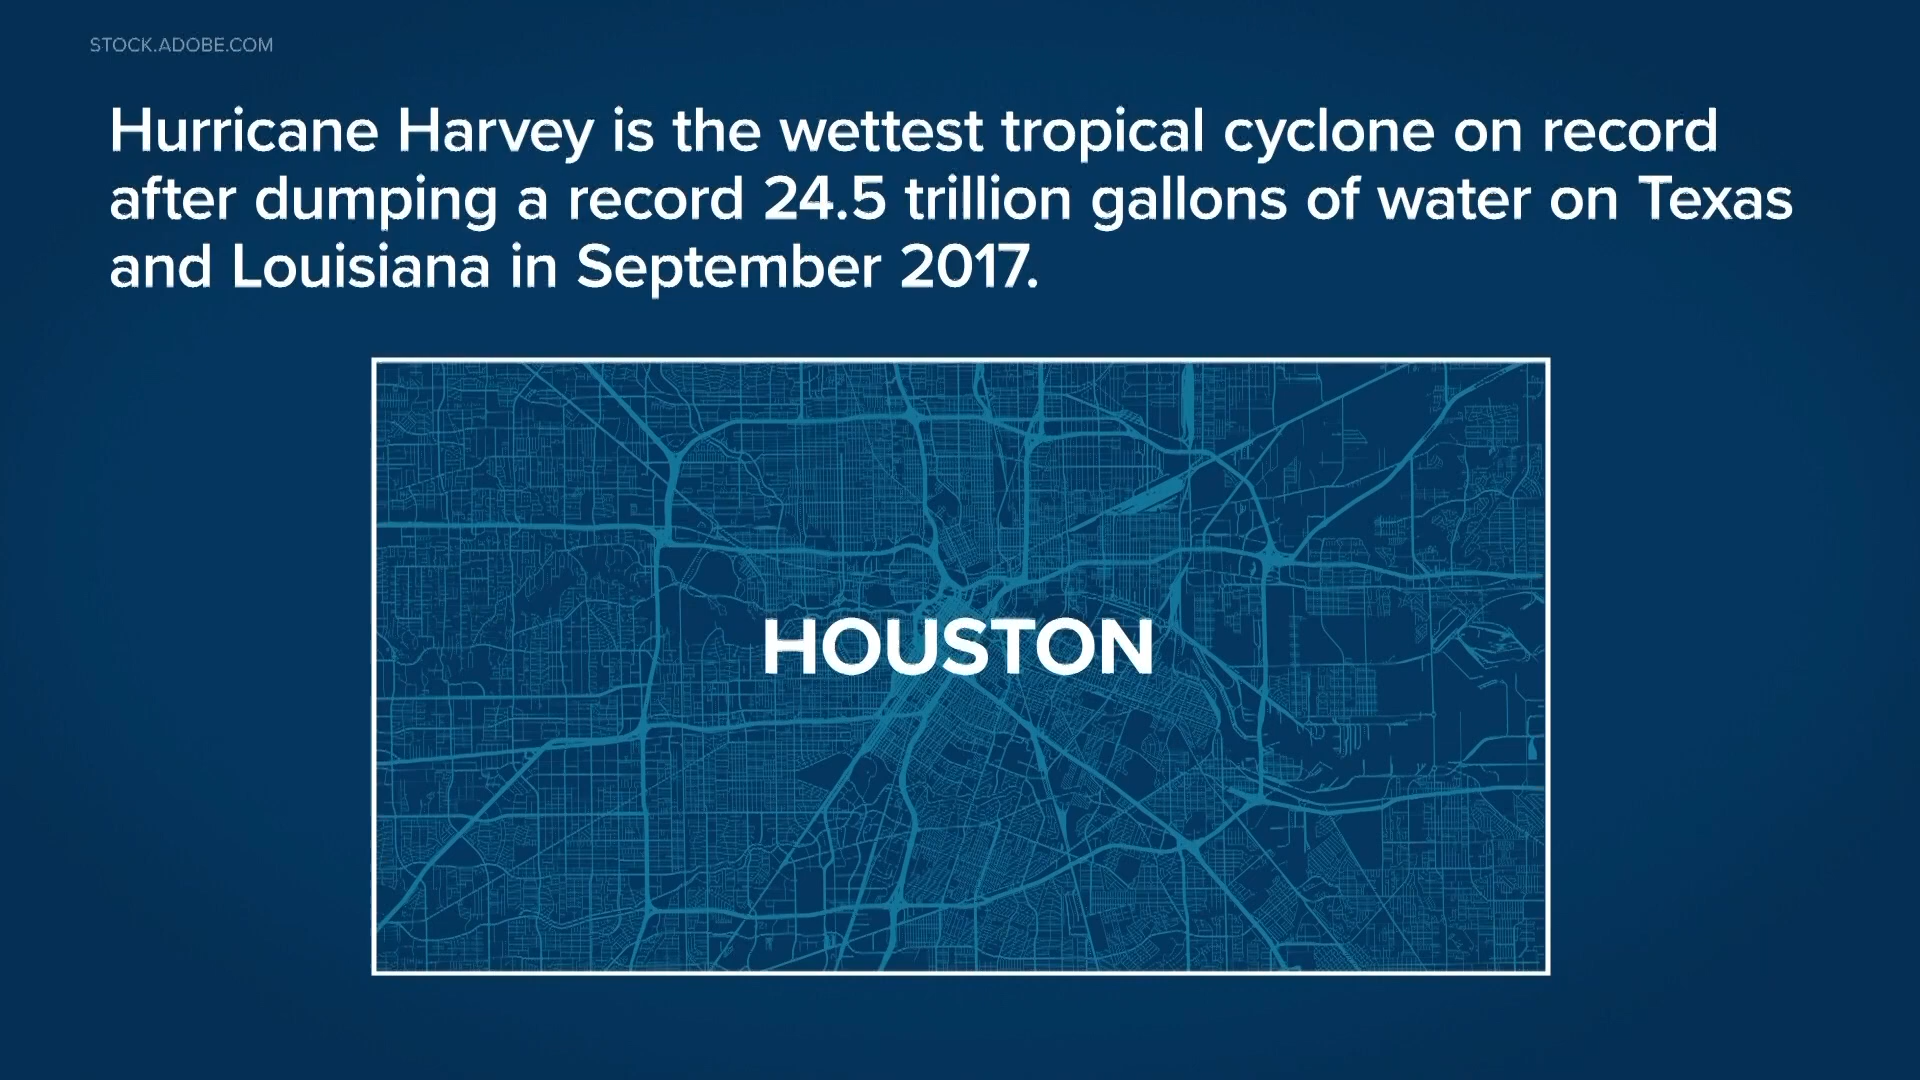 STOCK.ADOBE.COM
Hurricane Harvey is the wettest tropical cyclone on record
after dumping a record 24.5 trillion gallons of water on Texas
and Louisiana in September 2017.
HOUSTON